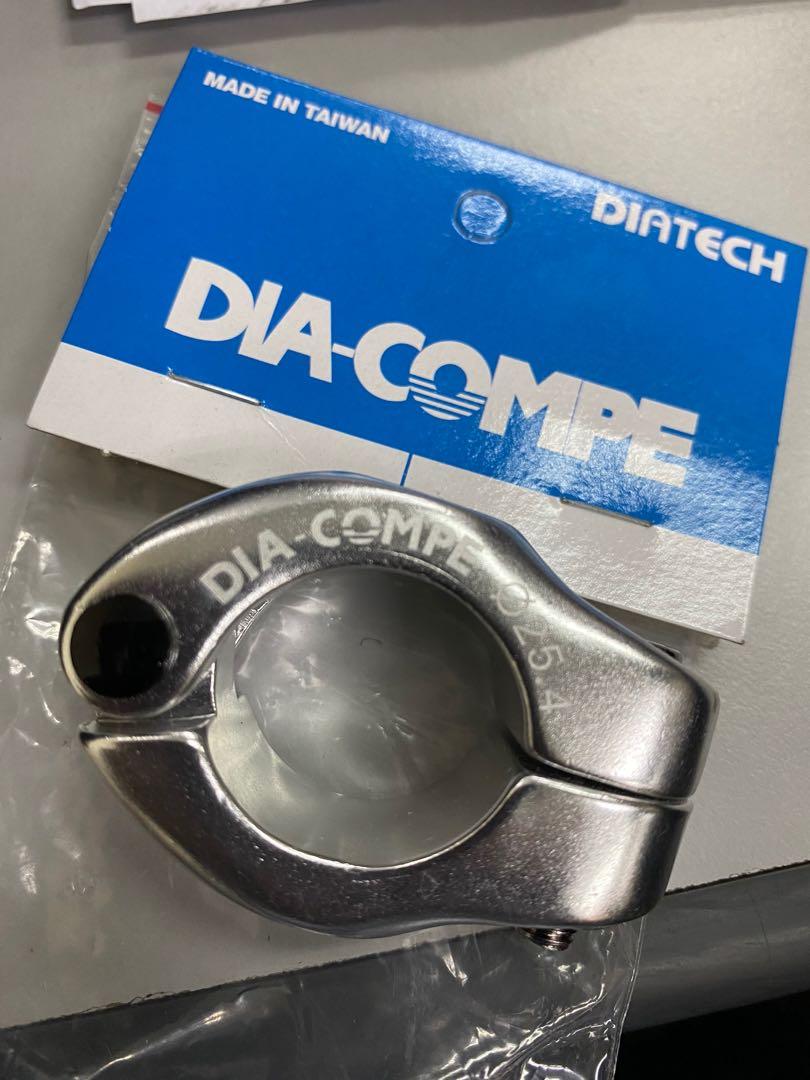 MADE IN TAIWAN
DIATECH
DIA-COMPE
DIA-COMPE Ø25.4